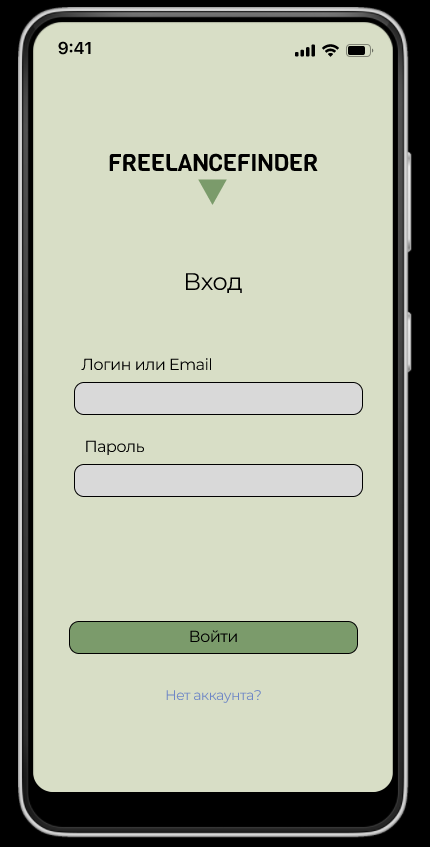 9:41
FREELANCEFINDER
Вход
Логин или Email
Пароль
Войти
Нет аккаунта?